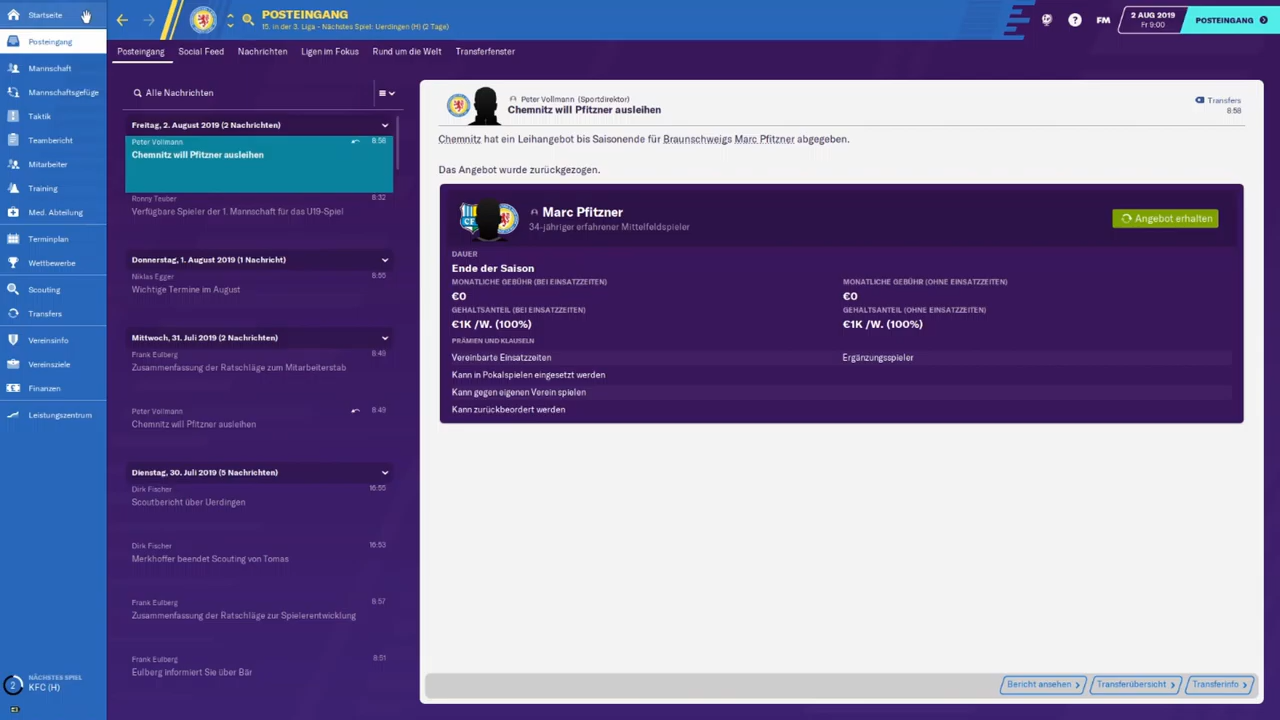 Startseite
Posteingang
Mannschaft
Mannschaftsgefüge
Taktik
Teambericht
Mitarbeiter
Training
Med. Abteilung
Terminplan
Wettbewerbe
Scouting
Transfers
Vereinsinfo
Vereinsziele
Finanzen
Leistungszentrum
2
NÄCHSTES SPIEL
KFC (H)
POSTEINGANG
15. in der 3. Liga - Nächstes Spiel: Uerdingen (H) (2 Tage)
?
FM
2 AUG 2019
Fr 9:00
POSTEINGANG
Posteingang
Social Feed
Nachrichten
Ligen im Fokus
Rund um die Welt
Transferfenster
Alle Nachrichten
Freitag, 2. August 2019 (2 Nachrichten)
Peter Vollmann 8:58
Chemnitz will Pfitzner ausleihen
Ronny Teuber 8:32
Verfügbare Spieler der 1. Mannschaft für das U19-Spiel
Donnerstag, 1. August 2019 (1 Nachricht)
Niklas Egger 8:55
Wichtige Termine im August
Mittwoch, 31. Juli 2019 (2 Nachrichten)
Frank Eulberg 8:49
Zusammenfassung der Ratschläge zum Mitarbeiterstab
Peter Vollmann 8:49
Chemnitz will Pfitzner ausleihen
Dienstag, 30. Juli 2019 (5 Nachrichten)
Dirk Fischer 16:55
Scoutbericht über Uerdingen
Dirk Fischer 16:53
Merkhoffer beendet Scouting von Tomas
Frank Eulberg 8:57
Zusammenfassung der Ratschläge zur Spielerentwicklung
Frank Eulberg 8:51
Eulberg informiert Sie über Bär
Peter Vollmann (Sportdirektor)
Chemnitz will Pfitzner ausleihen
Transfers
8:58
Chemnitz hat ein Leihangebot bis Saisonende für Braunschweigs Marc Pfitzner abgegeben.
Das Angebot wurde zurückgezogen.
Marc Pfitzner
34-jähriger erfahrener Mittelfeldspieler
Angebot erhalten
DAUER
Ende der Saison
MONATLICHE GEBÜHR (BEI EINSATZZEITEN) MONATLICHE GEBÜHR (OHNE EINSATZZEITEN)
€0 €0
GEHALTSANTEIL (BEI EINSATZZEITEN) GEHALTSANTEIL (OHNE EINSATZZEITEN)
€1K /W. (100%) €1K /W. (100%)
PRÄMIEN UND KLAUSELN
Vereinbarte Einsatzzeiten Ergänzungsspieler
Kann in Pokalspielen eingesetzt werden
Kann gegen eigenen Verein spielen
Kann zurückbeordert werden
Bericht ansehen
Transferübersicht
Transferinfo